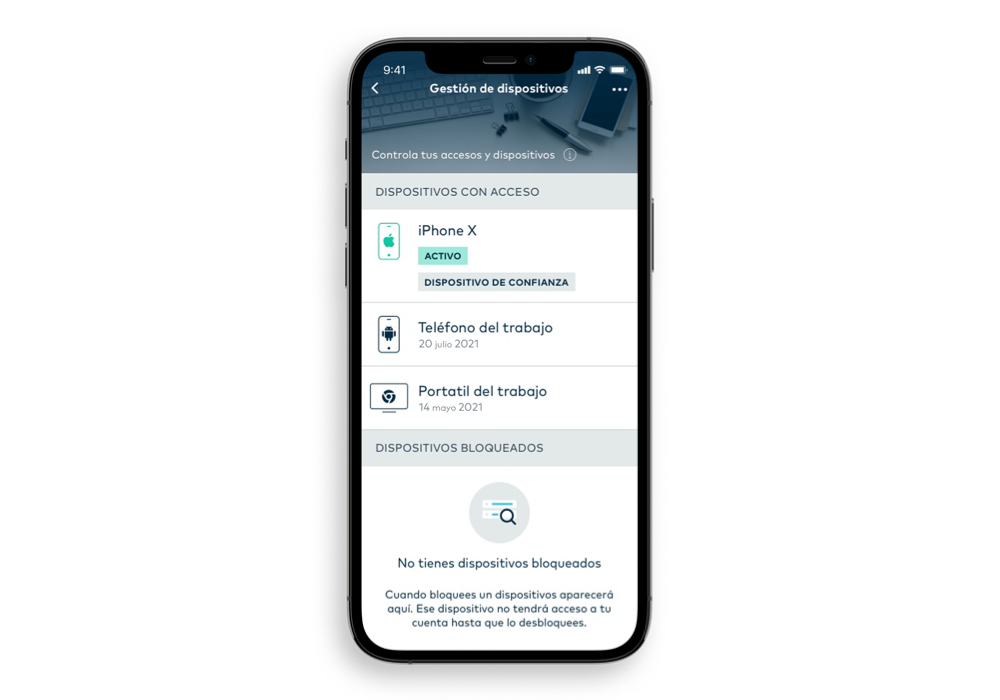 9:41
Gestión de dispositivos
Controla tus accesos y dispositivos
DISPOSITIVOS CON ACCESO
iPhone X
ACTIVO
DISPOSITIVO DE CONFIANZA
Teléfono del trabajo
20 julio 2021
Portatil del trabajo
14 mayo 2021
DISPOSITIVOS BLOQUEADOS
No tienes dispositivos bloqueados
Cuando bloquees un dispositivos aparecerá
aquí. Ese dispositivo no tendrá acceso a tu
cuenta hasta que lo desbloquees.